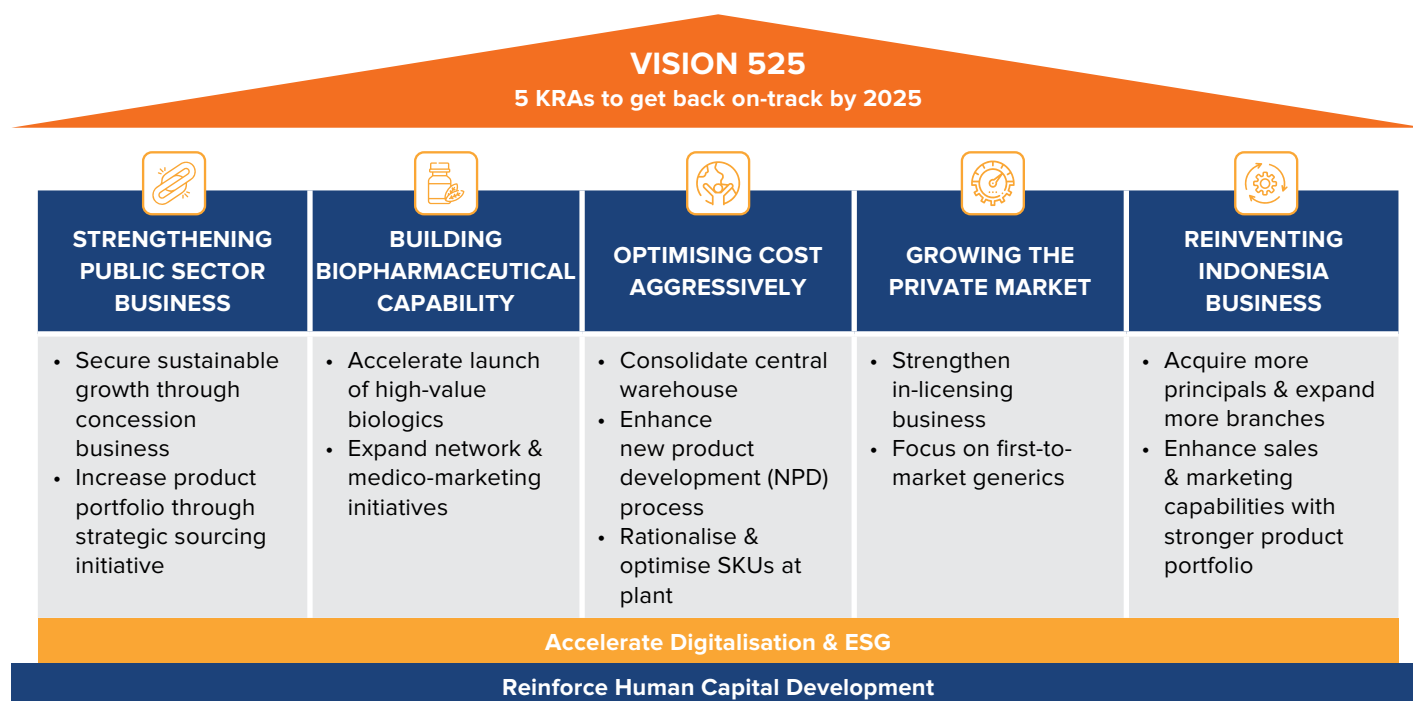 VISION 525
5 KRAs to get back on-track by 2025
STRENGTHENING
PUBLIC SECTOR
BUSINESS
• Secure sustainable
growth through
concession
business
• Increase product
portfolio through
strategic sourcing
initiative
BUILDING
BIOPHARMACEUTICAL
CAPABILITY
• Accelerate launch
of high-value
biologics
• Expand network &
medico-marketing
initiatives
OPTIMISING COST
AGGRESSIVELY
• Consolidate central
warehouse
• Enhance
new product
development (NPD)
process
• Rationalise &
optimise SKUs at
plant
GROWING THE
PRIVATE MARKET
• Strengthen
in-licensing
business
• Focus on first-to-
market generics
REINVENTING
INDONESIA
BUSINESS
• Acquire more
principals & expand
more branches
• Enhance sales
& marketing
capabilities with
stronger product
portfolio
Accelerate Digitalisation & ESG
Reinforce Human Capital Development